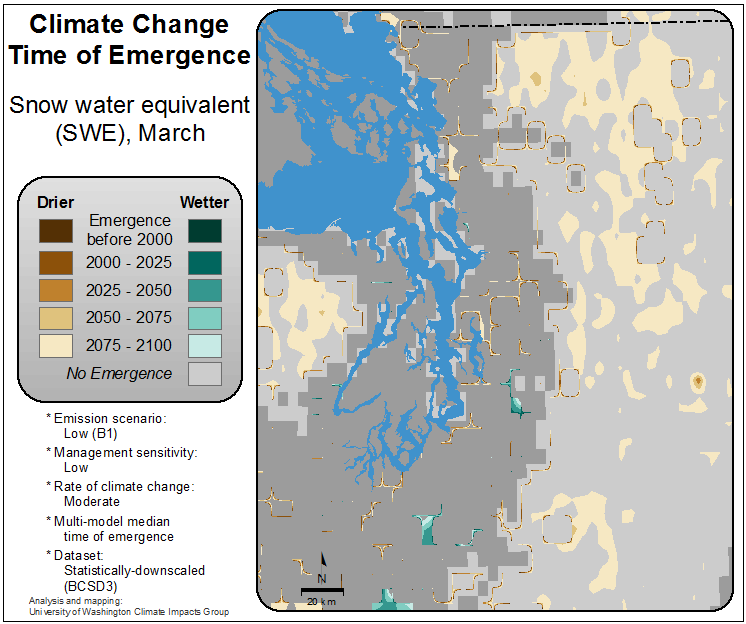 Climate Change
Time of Emergence
Snow water equivalent
(SWE), March
Drier
Wetter
Emergence
before 2000
2000 - 2025
2025 - 2050
2050 - 2075
2075 - 2100
No Emergence
* Emission scenario:
Low (B1)
* Management sensitivity:
Low
* Rate of climate change:
Moderate
* Multi-model median
time of emergence
* Dataset:
Statistically-downscaled
(BCSD3)
Analysis and mapping:
University of Washington Climate Impacts Group
N
20 km